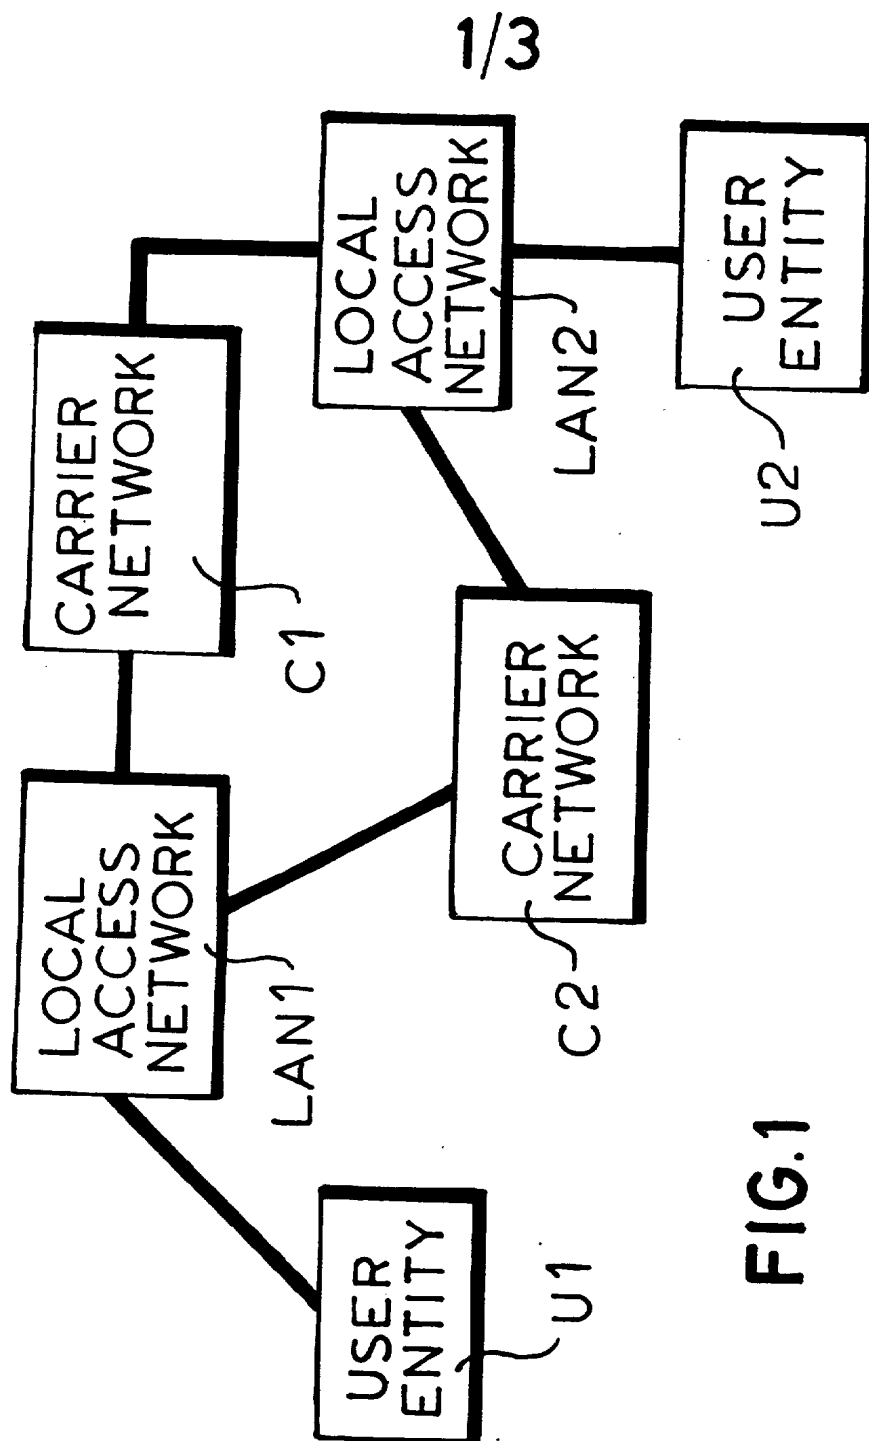 1/3
LOCAL
ACCESS
NETWORK
LAN1
CARRIER
NETWORK
C1
LOCAL
ACCESS
NETWORK
LAN2
USER
ENTITY
U1
CARRIER
NETWORK
C2
USER
ENTITY
U2
FIG.1